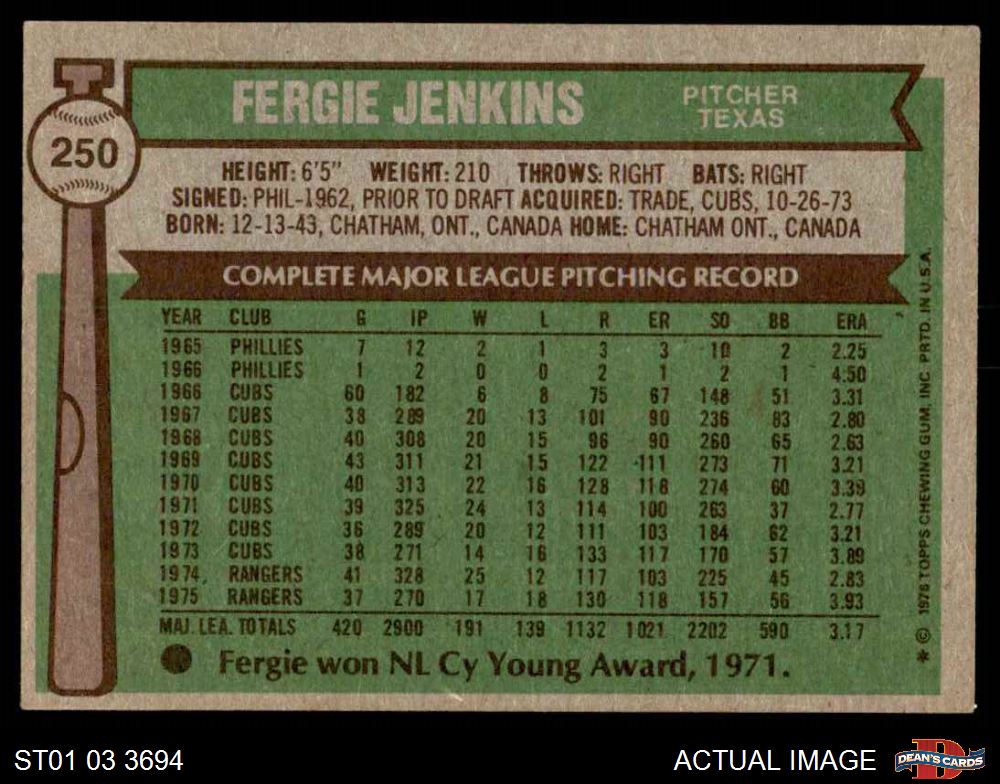 250
FERGIE JENKINS
PITCHER
TEXAS
HEIGHT: 6'5" WEIGHT: 210 THROWS: RIGHT BATS: RIGHT
SIGNED: PHIL-1962, PRIOR TO DRAFT ACQUIRED: TRADE, CUBS, 10-26-73
BORN: 12-13-43, CHATHAM, ONT., CANADA HOME: CHATHAM ONT., CANADA
COMPLETE MAJOR LEAGUE PITCHING RECORD
YEAR CLUB G IP W L R ER SO BB ERA
1965 PHILLIES 7 12 2 1 3 3 10 2 2.25
1966 PHILLIES 1 2 0 0 2 1 2 1 4.50
1966 CUBS 60 182 6 8 75 67 148 51 3.31
1967 CUBS 38 289 20 13 101 90 236 83 2.80
1968 CUBS 40 308 20 15 96 90 260 65 2.63
1969 CUBS 43 311 21 15 122 111 273 71 3.21
1970 CUBS 40 313 22 16 128 118 274 60 3.39
1971 CUBS 39 325 24 13 114 100 263 37 2.77
1972 CUBS 36 289 20 12 111 103 184 62 3.21
1973 CUBS 38 271 14 16 133 117 170 57 3.89
1974 RANGERS 41 328 25 12 117 103 225 45 2.83
1975 RANGERS 37 270 17 18 130 118 157 56 3.93
MAJ. LEA. TOTALS 420 2900 191 139 1132 1021 2202 590 3.17
Fergie won NL Cy Young Award, 1971.
* © 1976 TOPPS CHEWING GUM, INC PRTD. IN U.S.A.
ST01 03 3694
ACTUAL IMAGE
DEAN'S CARDS